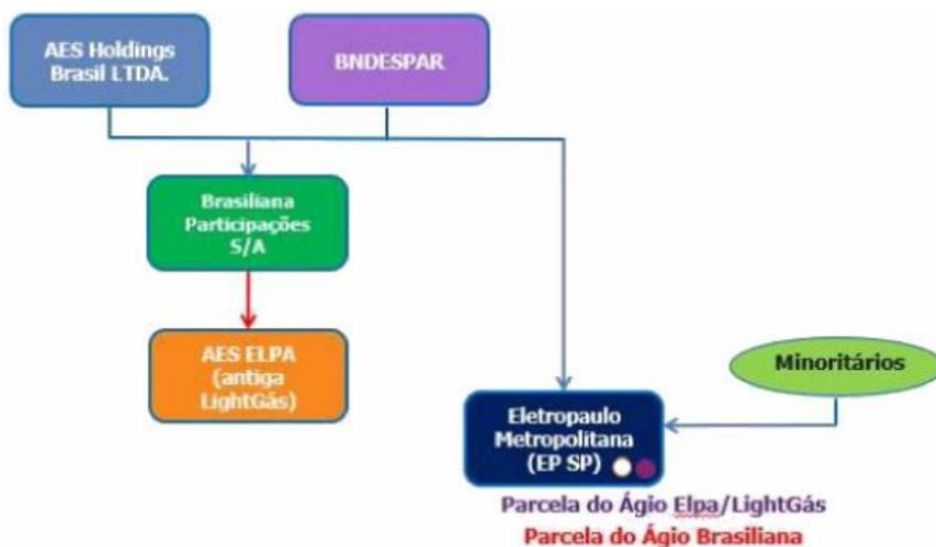 AES Holdings
Brasil LTDA.
BNDESPAR
Brasiliana
Participações
S/A
AES ELPA
(antiga
LightGás)
Minoritários
Eletropaulo
Metropolitana
(EP SP)
Parcela do Ágio Elpa/LightGás
Parcela do Ágio Brasiliana